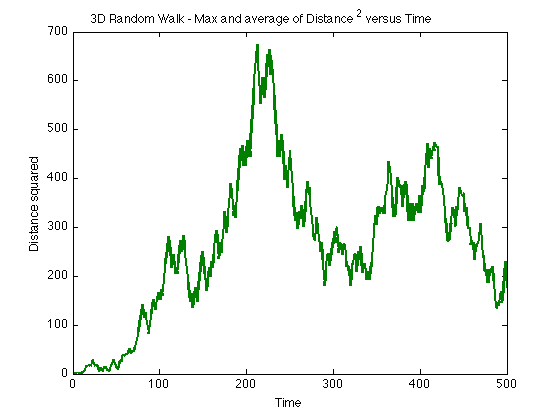 3D Random Walk - Max and average of Distance ² versus Time
700
600
500
400
300
200
100
0
Distance squared
0 100 200 300 400 500
Time